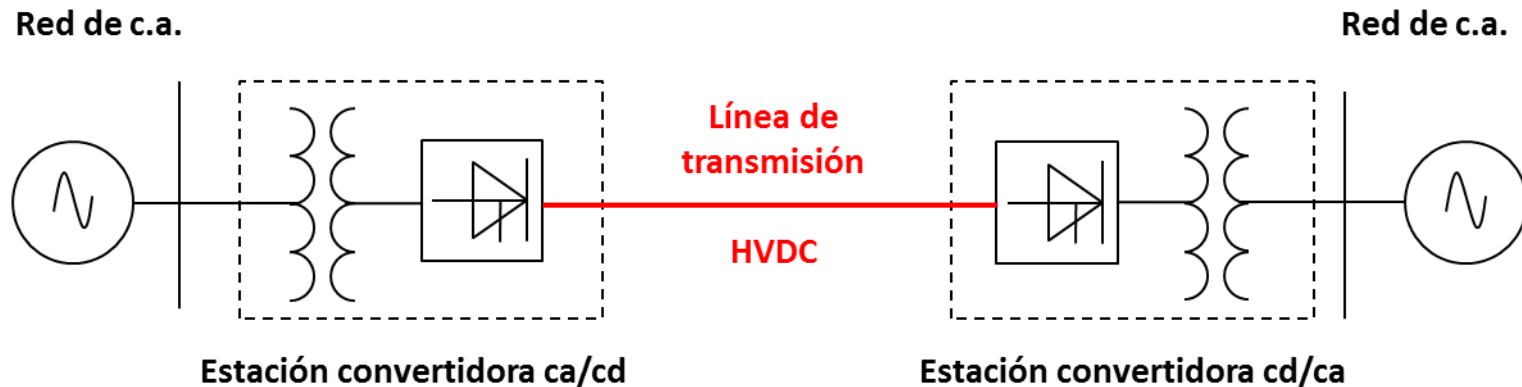 Red de c.a.
Red de c.a.
Línea de
transmisión
HVDC
Estación convertidora ca/cd
Estación convertidora cd/ca